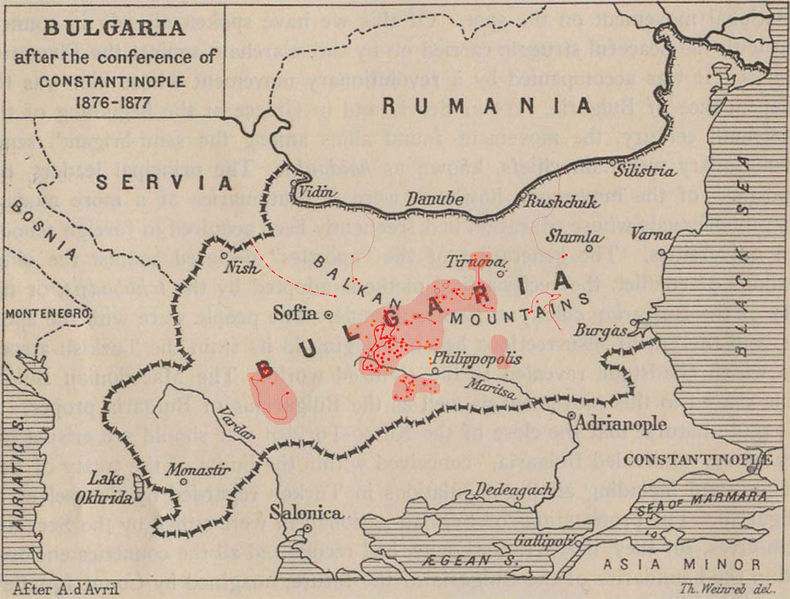 BULGARIA
after the conference of
CONSTANTINOPLE
1876-1877
RUMANIA
SERVIA
BOSNIA
MONTENEGRO
ADRIATIC S.
BLACK SEA
Vidin
Danube
Rushchuk
Silistria
Shumla
Varna
Nish
BALKAN
MOUNTAINS
Tirnova
Sofia
BULGARIA
Burgas
Philippopolis
Maritsa
Vardar
Adrianople
Lake
Okhrida
Monastir
CONSTANTINOPLE
Dedeagach
Salonica
SEA OF MARMARA
Gallipoli
ÆGEAN S.
ASIA MINOR
After A. d'Avril
Th. Weinreb del.